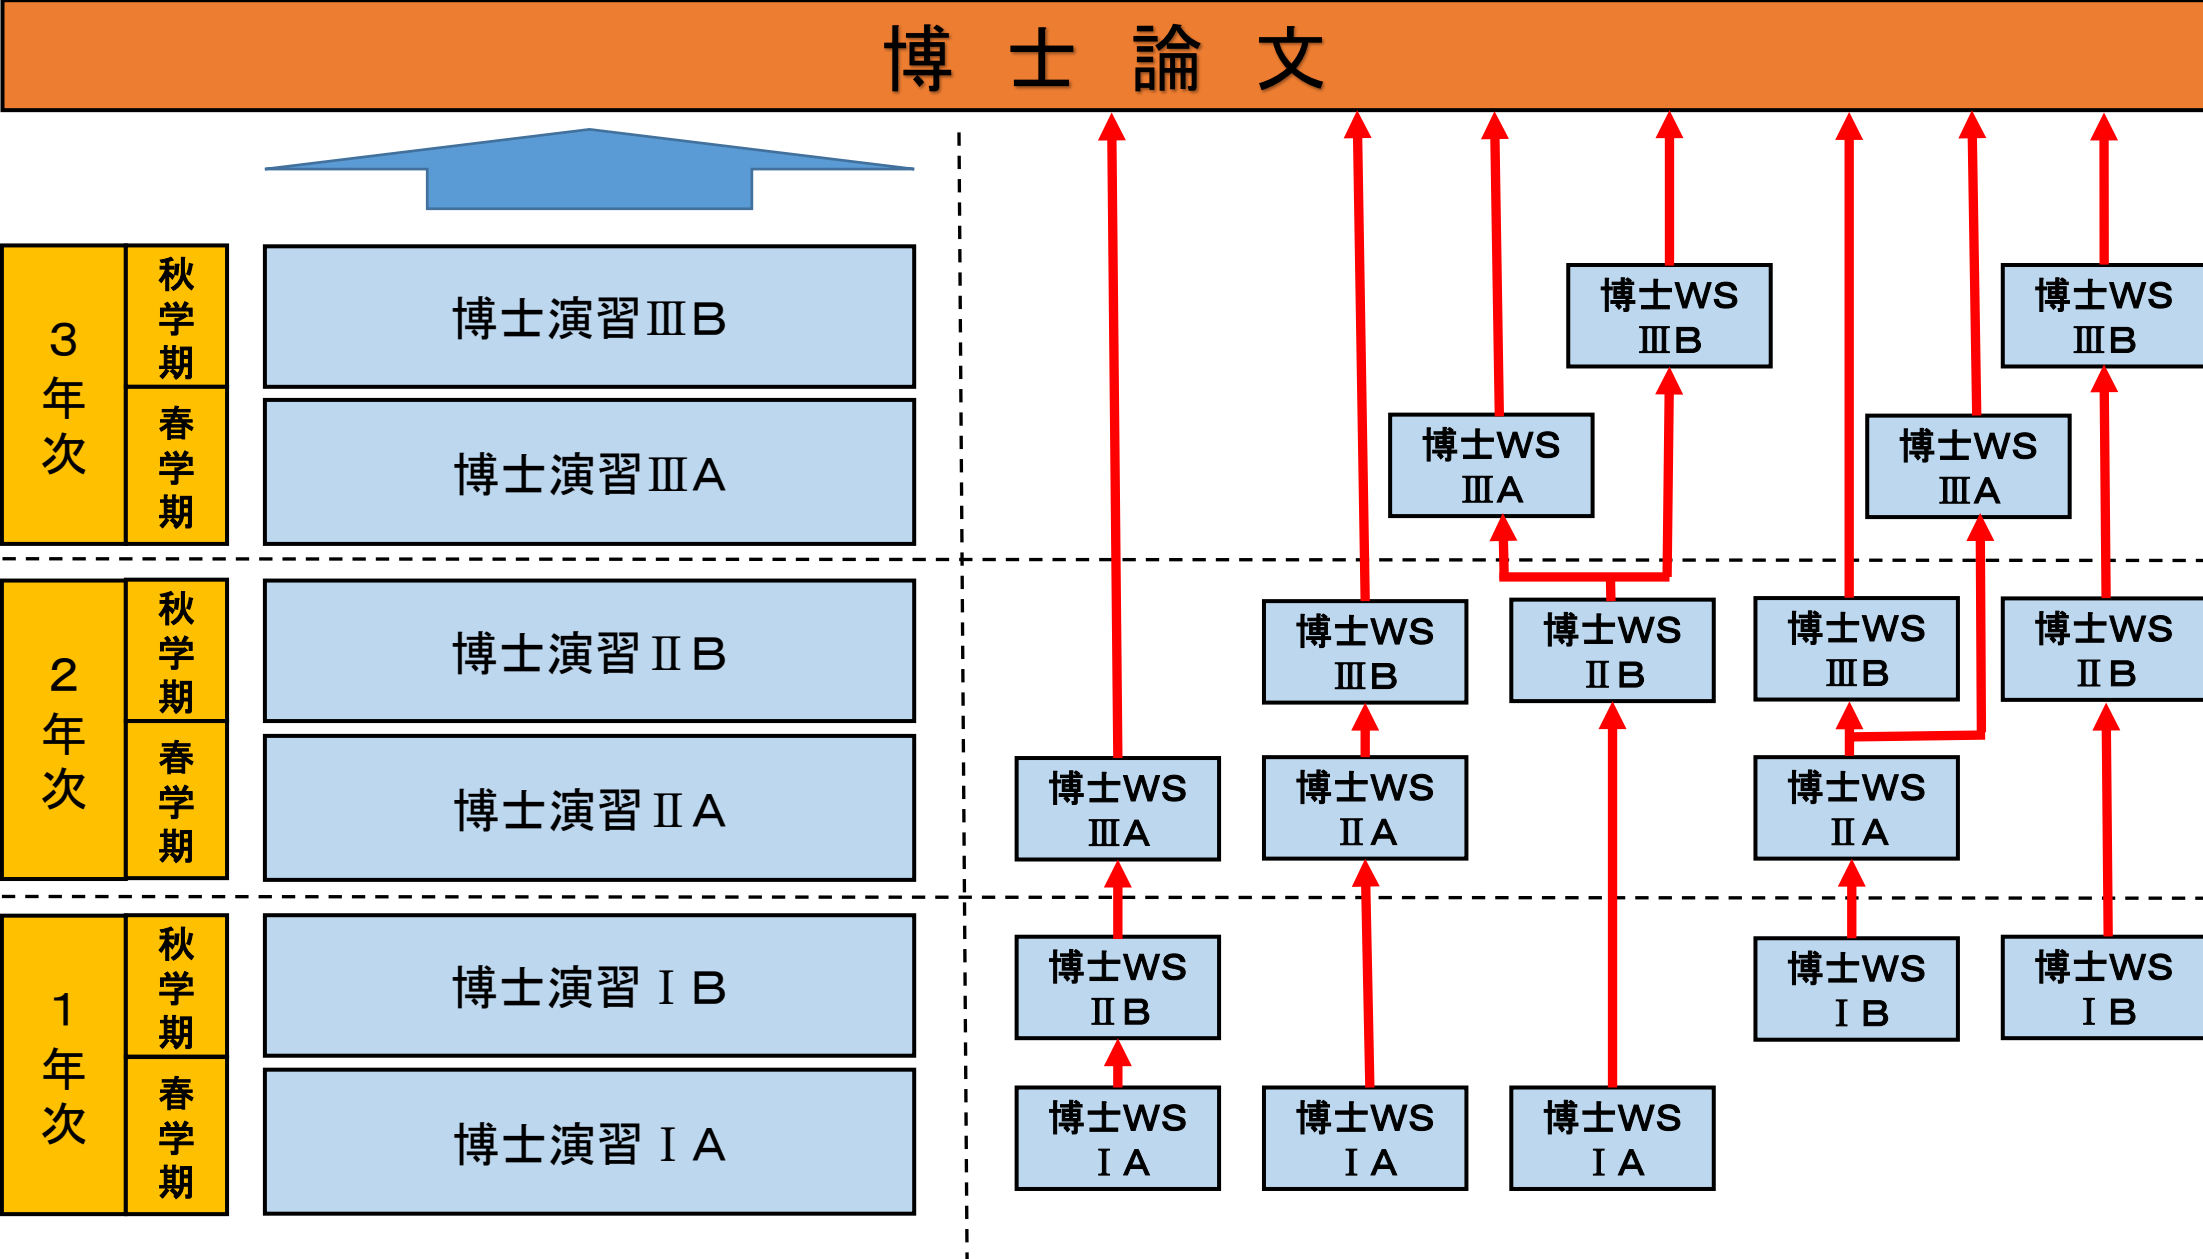 博 士 論 文
3年次
秋学期
春学期
博士演習ⅢB
博士演習ⅢA
博士WS
ⅢB
博士WS
ⅢB
博士WS
ⅢA
博士WS
ⅢA
2年次
秋学期
春学期
博士演習ⅡB
博士演習ⅡA
博士WS
ⅢB
博士WS
ⅡB
博士WS
ⅢB
博士WS
ⅡB
博士WS
ⅢA
博士WS
ⅡA
博士WS
ⅡA
1年次
秋学期
春学期
博士演習ⅠB
博士演習ⅠA
博士WS
ⅡB
博士WS
ⅠB
博士WS
ⅠB
博士WS
ⅠA
博士WS
ⅠA
博士WS
ⅠA